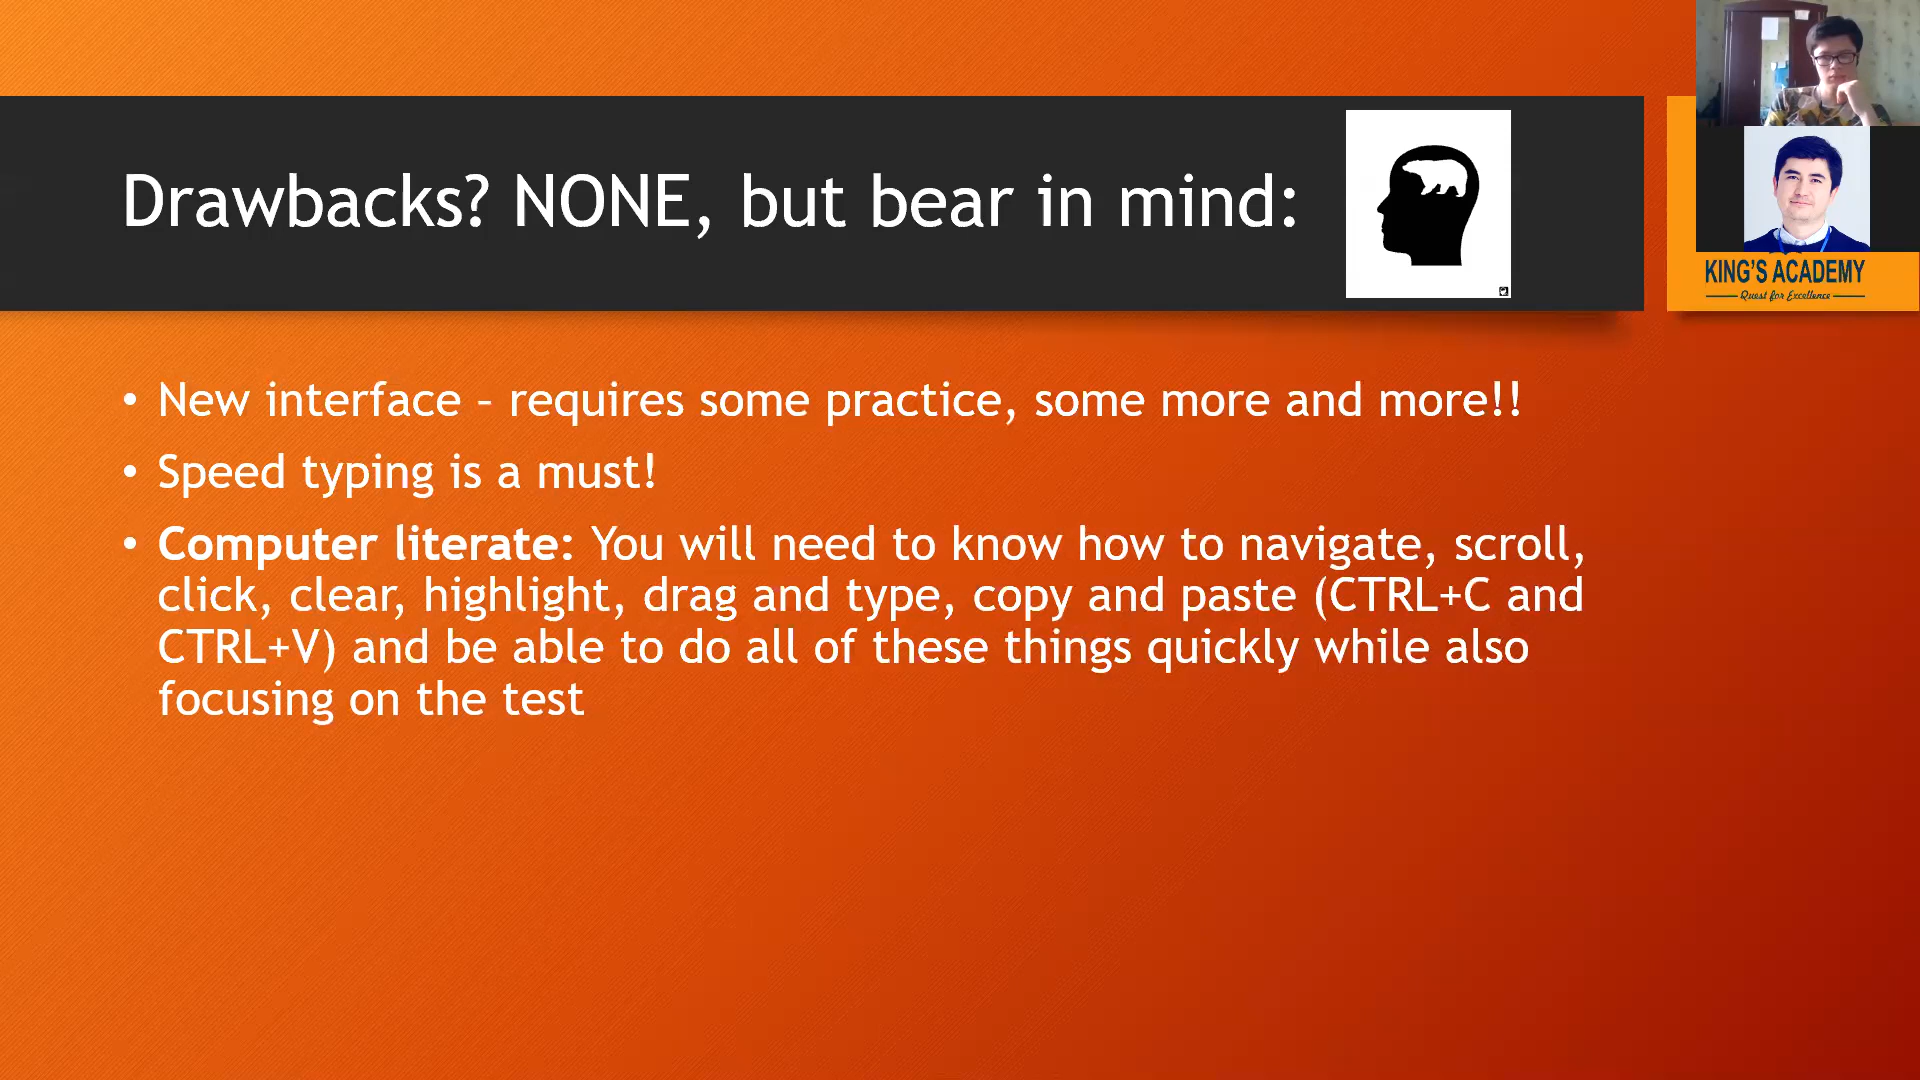 Drawbacks? NONE, but bear in mind:
KING'S ACADEMY
Quest for Excellence
• New interface – requires some practice, some more and more!!
• Speed typing is a must!
• Computer literate: You will need to know how to navigate, scroll,
click, clear, highlight, drag and type, copy and paste (CTRL+C and
CTRL+V) and be able to do all of these things quickly while also
focusing on the test